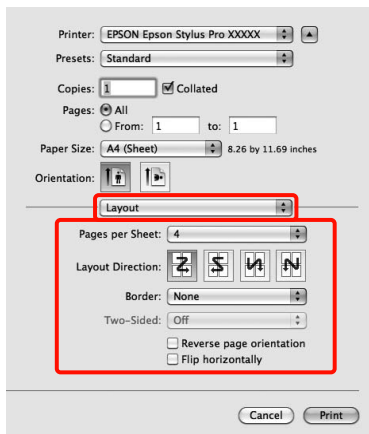 Printer: EPSON Epson Stylus Pro XXXXX
Presets: Standard
Copies: 1 Collated
Pages: All
From: 1 to: 1
Paper Size: A4 (Sheet) 8.26 by 11.69 inches
Orientation:
Layout
Pages per Sheet: 4
Layout Direction:
Border: None
Two-Sided: Off
Reverse page orientation
Flip horizontally
Cancel Print